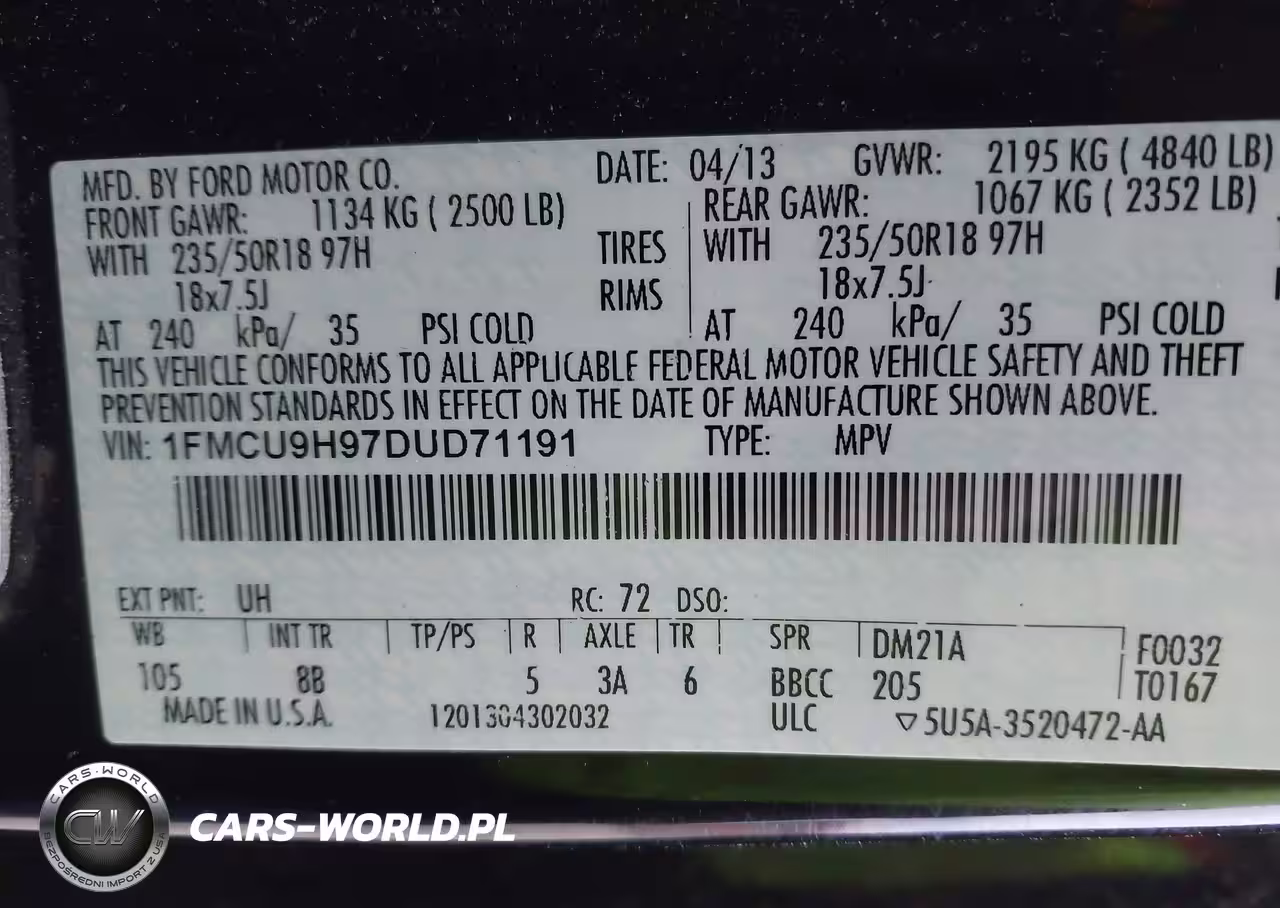 MFD. BY FORD MOTOR CO. DATE: 04/13 GVWR: 2195 KG ( 4840 LB)
FRONT GAWR: 1134 KG ( 2500 LB) REAR GAWR: 1067 KG ( 2352 LB)
WITH 235/50R18 97H TIRES WITH 235/50R18 97H
18x7.5J RIMS 18x7.5J
AT 240 kPa/ 35 PSI COLD AT 240 kPa/ 35 PSI COLD
THIS VEHICLE CONFORMS TO ALL APPLICABLE FEDERAL MOTOR VEHICLE SAFETY AND THEFT
PREVENTION STANDARDS IN EFFECT ON THE DATE OF MANUFACTURE SHOWN ABOVE.
VIN: 1FMCU9H97DUD71191 TYPE: MPV
EXT PNT: UH RC: 72 DSO:
WB INT TR TP/PS R AXLE TR SPR DM21A F0032
105 8B 5 3A 6 BBCC 205 T0167
MADE IN U.S.A. 1201304302032 ULC ▽5U5A-3520472-AA
CARS-WORLD
CW
BEZPOŚREDNI IMPORT Z USA
CARS-WORLD.PL